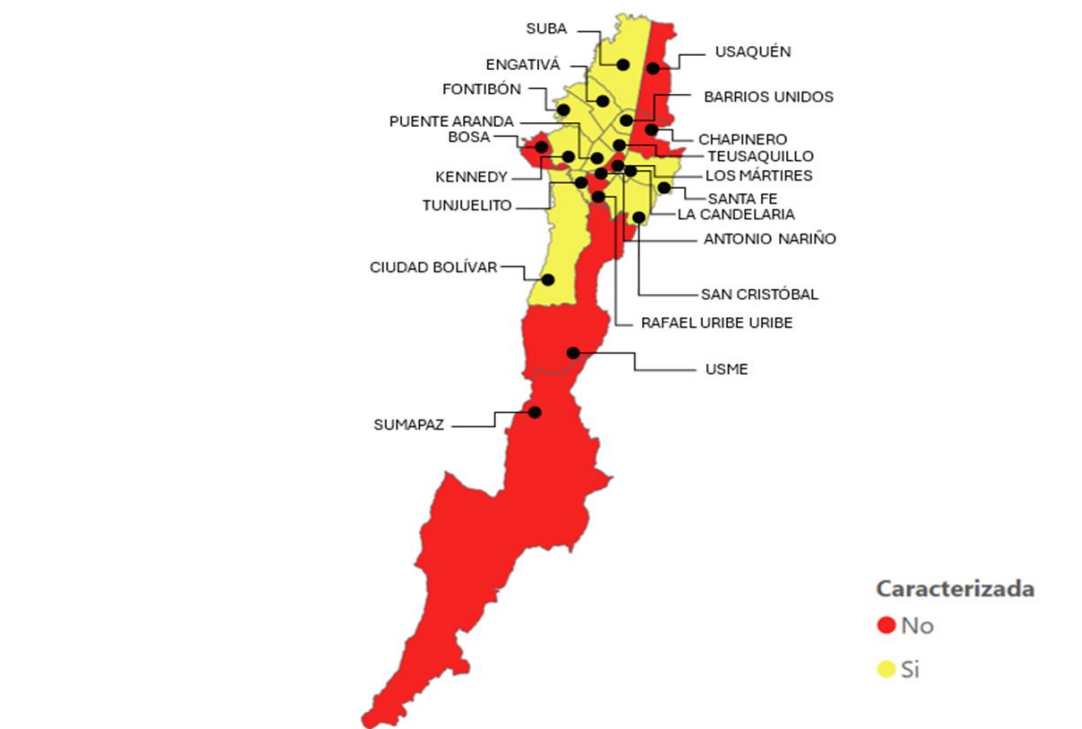 SUBA
USAQUÉN
ENGATIVÁ
FONTIBÓN
BARRIOS UNIDOS
PUENTE ARANDA
BOSA
CHAPINERO
TEUSAQUILLO
KENNEDY
LOS MÁRTIRES
SANTA FE
TUNJUELITO
LA CANDELARIA
ANTONIO NARIÑO
CIUDAD BOLÍVAR
SAN CRISTÓBAL
RAFAEL URIBE URIBE
USME
SUMAPAZ
Caracterizada
No
Si